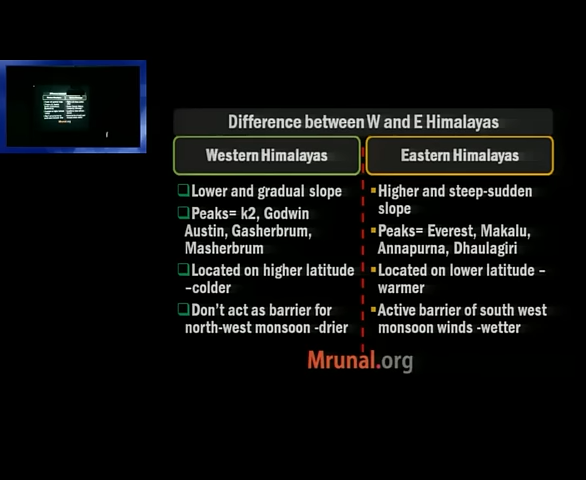 Difference between W and E Himalayas
Western Himalayas
Lower and gradual slope
Peaks= k2, Godwin
Austin, Gasherbrum,
Masherbrum
Located on higher latitude
–colder
Don't act as barrier for
north-west monsoon -drier
Eastern Himalayas
Higher and steep-sudden
slope
Peaks= Everest, Makalu,
Annapurna, Dhaulagiri
Located on lower latitude –
warmer
Active barrier of south west
monsoon winds -wetter
Mrunal.org